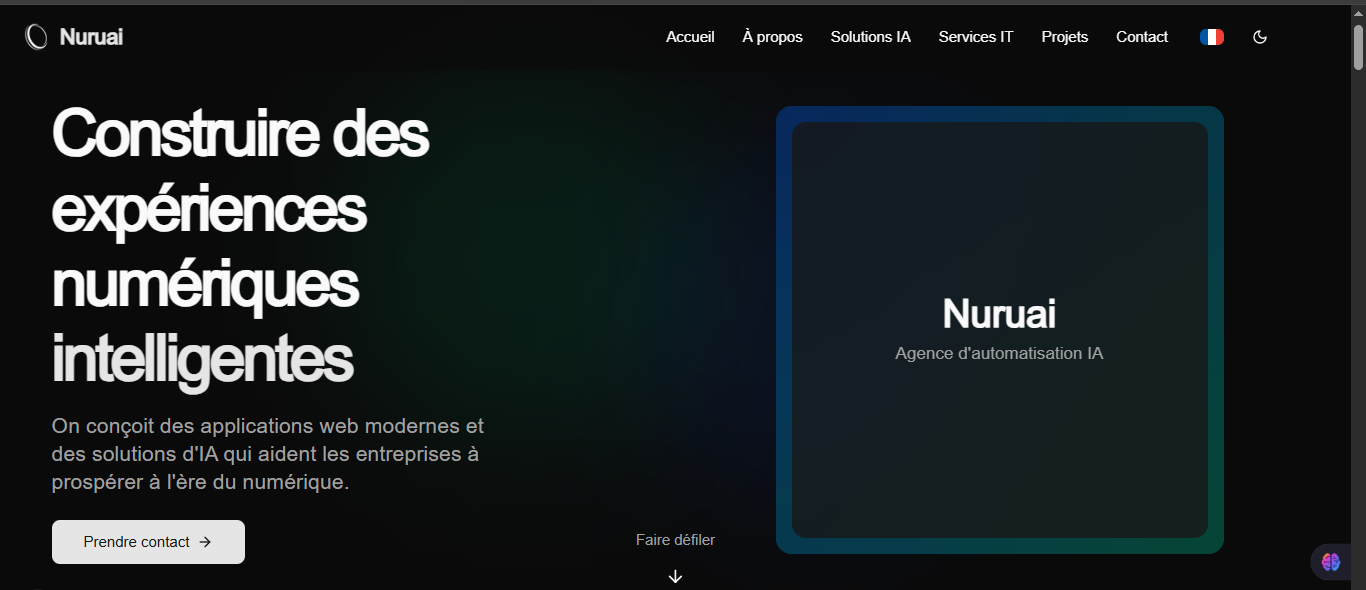 Nuruai
Accueil À propos Solutions IA Services IT Projets Contact
Construire des
expériences
numériques
intelligentes
On conçoit des applications web modernes et
des solutions d'IA qui aident les entreprises à
prospérer à l'ère du numérique.
Prendre contact →
Nuruai
Agence d'automatisation IA
Faire défiler